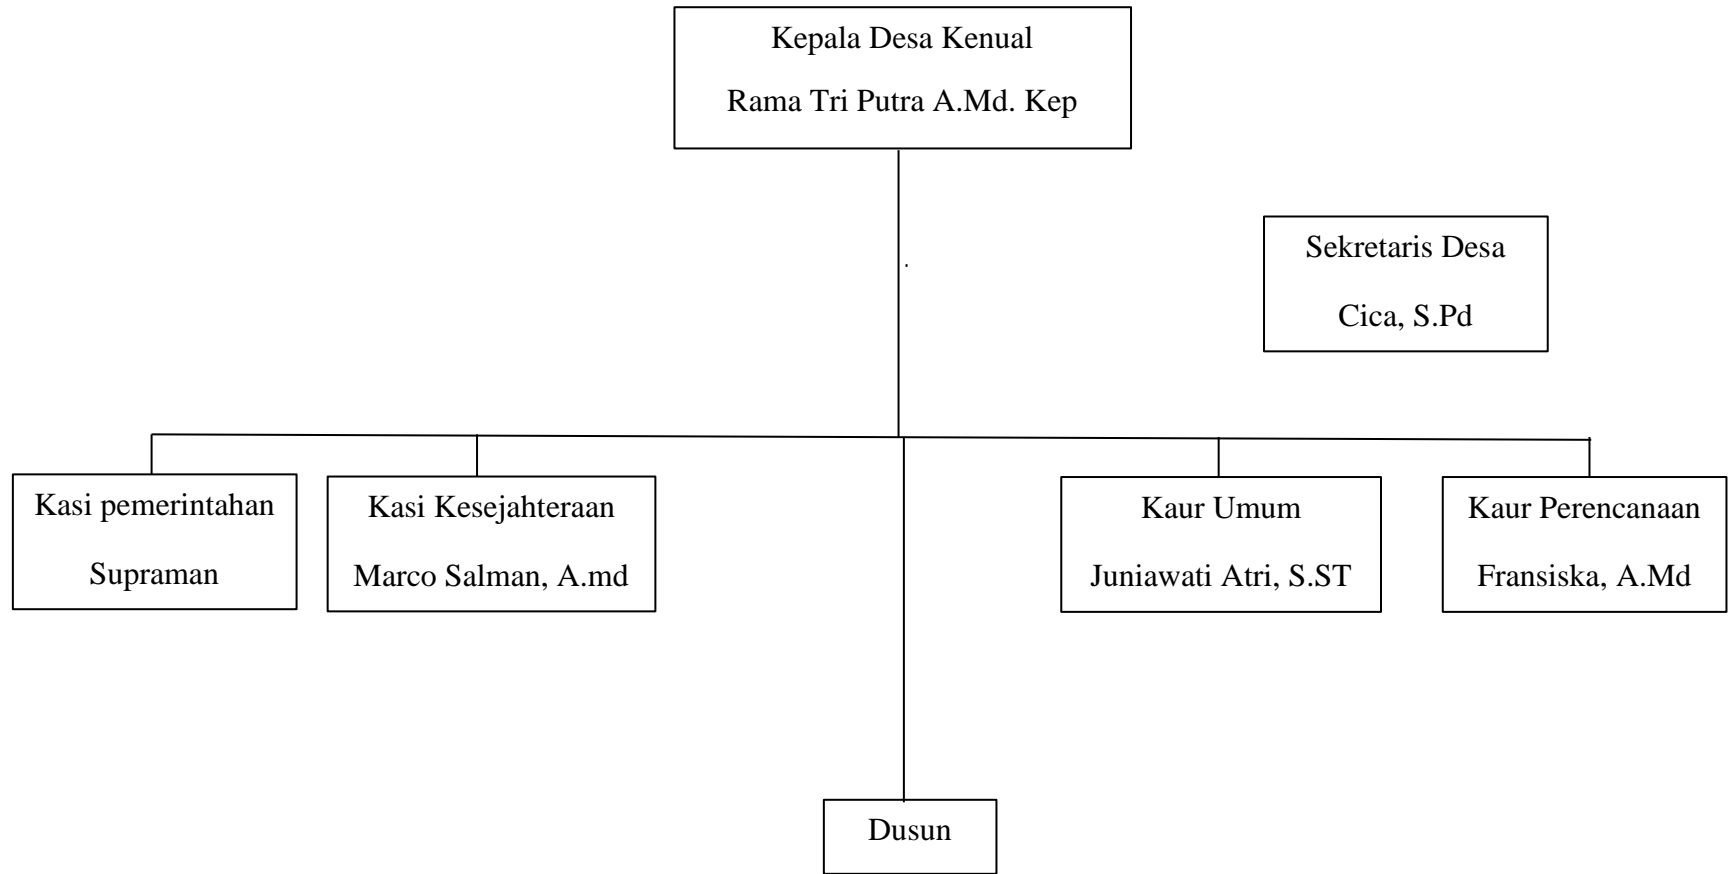 Kepala Desa Kenual
Rama Tri Putra A.Md. Kep
Sekretaris Desa
Cica, S.Pd
Kasi pemerintahan
Supraman
Kasi Kesejahteraan
Marco Salman, A.md
Kaur Umum
Juniawati Atri, S.ST
Kaur Perencanaan
Fransiska, A.Md
Dusun